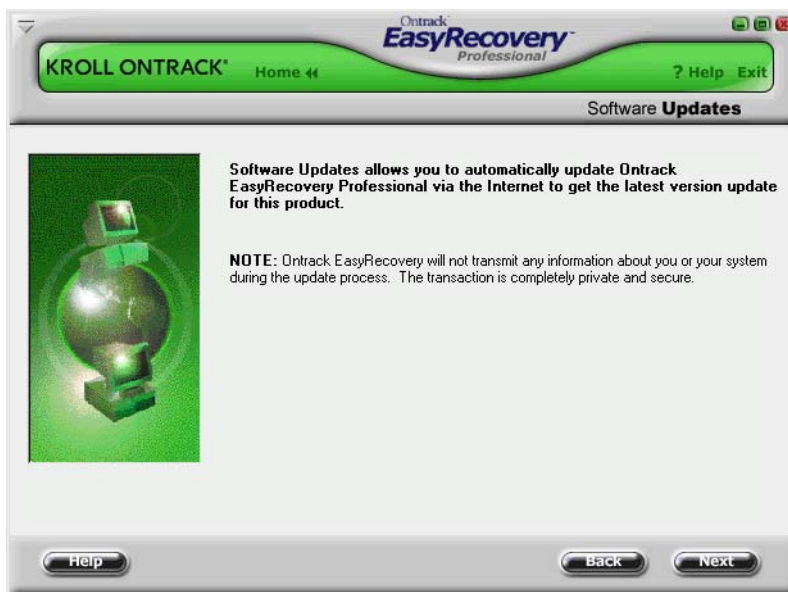 Ontrack®
EasyRecovery™
Professional
KROLL ONTRACK®
Home
? Help Exit
Software Updates
Software Updates allows you to automatically update Ontrack
EasyRecovery Professional via the Internet to get the latest version update
for this product.
NOTE: Ontrack EasyRecovery will not transmit any information about you or your system
during the update process. The transaction is completely private and secure.
Help
Back
Next